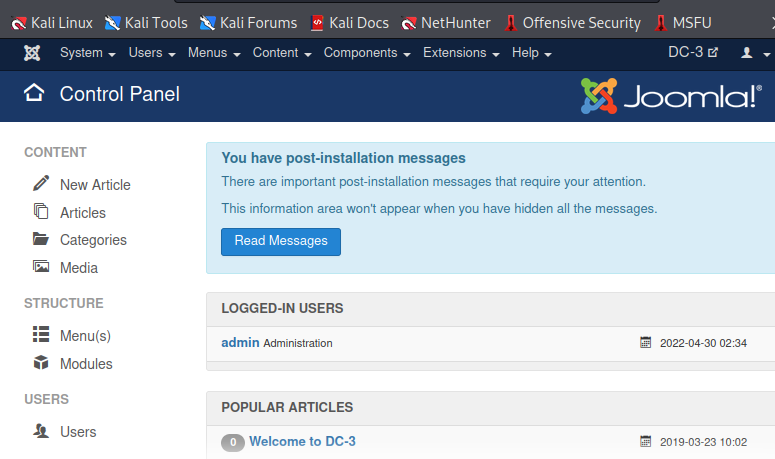 Kali Linux Kali Tools Kali Forums Kali Docs NetHunter Offensive Security MSFU
System Users Menus Content Components Extensions Help DC-3
Control Panel Joomla!®
CONTENT
New Article
Articles
Categories
Media
STRUCTURE
Menu(s)
Modules
USERS
Users
You have post-installation messages
There are important post-installation messages that require your attention.
This information area won't appear when you have hidden all the messages.
Read Messages
LOGGED-IN USERS
admin Administration 2022-04-30 02:34
POPULAR ARTICLES
0 Welcome to DC-3 2019-03-23 10:02